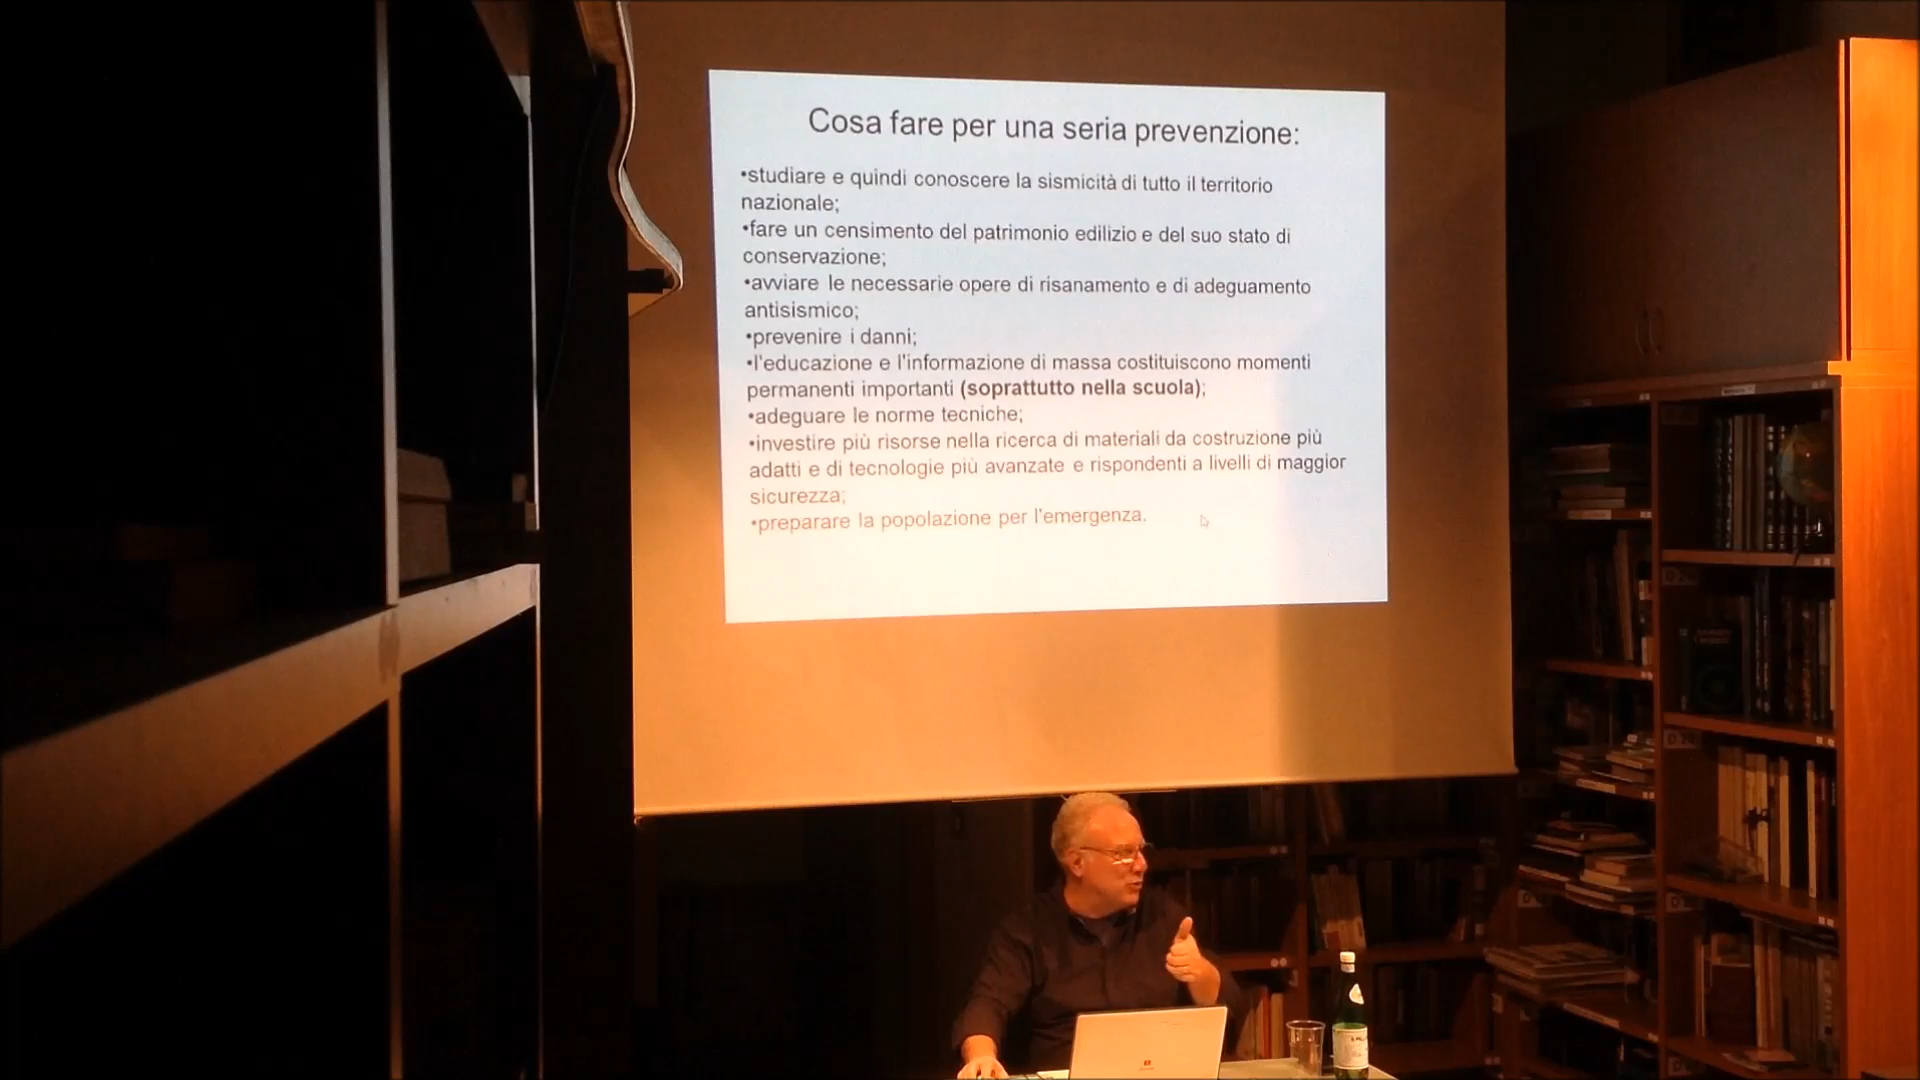 Cosa fare per una seria prevenzione:
•studiare e quindi conoscere la sismicità di tutto il territorio
nazionale;
•fare un censimento del patrimonio edilizio e del suo stato di
conservazione;
•avviare le necessarie opere di risanamento e di adeguamento
antisismico;
•prevenire i danni;
•l'educazione e l'informazione di massa costituiscono momenti
permanenti importanti (soprattutto nella scuola);
•adeguare le norme tecniche;
•investire più risorse nella ricerca di materiali da costruzione più
adatti e di tecnologie più avanzate e rispondenti a livelli di maggior
sicurezza;
•preparare la popolazione per l'emergenza.